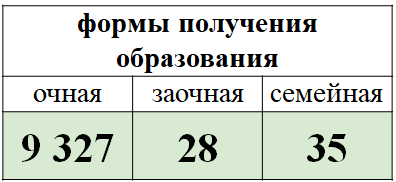 формы получения
образования
очная заочная семейная
9 327 28 35